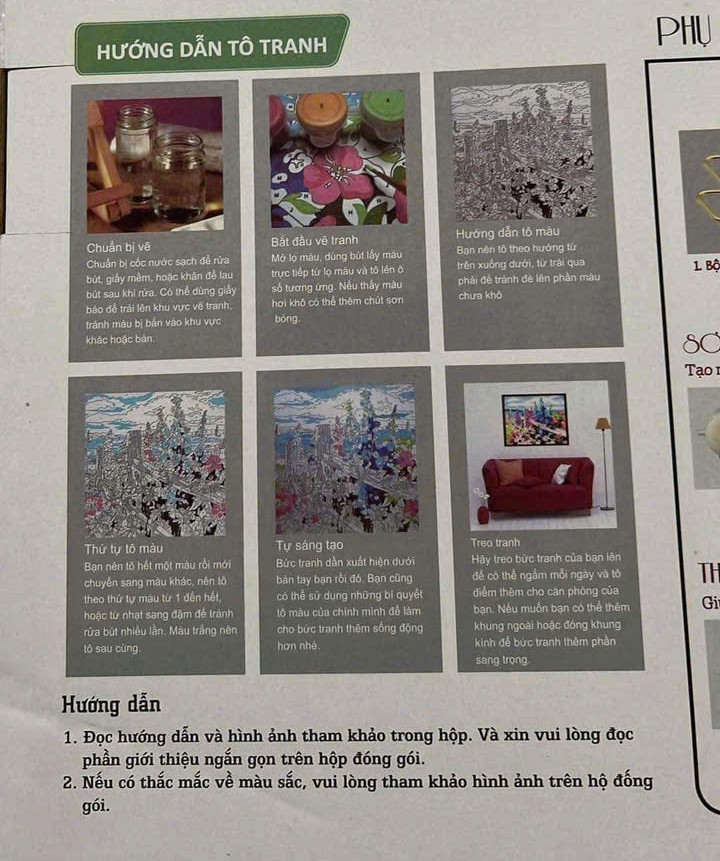 HƯỚNG DẪN TÔ TRANH
Chuẩn bị vẽ
Chuẩn bị cốc nước sạch để rửa
bút, giấy mềm, hoặc khăn để lau
bút sau khi rửa. Có thể dùng giấy
báo để trải lên khu vực vẽ tranh,
tránh màu bị bắn vào khu vực
khác hoặc bàn.
Bắt đầu vẽ tranh
Mở lọ màu, dùng bút lấy màu
trực tiếp từ lọ màu và tô lên ô
số tương ứng. Nếu thấy màu
hơi khô có thể thêm chút sơn
bóng.
Hướng dẫn tô màu
Bạn nên tô theo hướng từ
trên xuống dưới, từ trái qua
phải để tránh đè lên phần màu
chưa khô
Thứ tự tô màu
Bạn nên tô hết một màu rồi mới
chuyển sang màu khác, nên tô
theo thứ tự màu từ 1 đến hết,
hoặc từ nhạt sang đậm để tránh
rửa bút nhiều lần. Màu trắng nên
tô sau cùng.
Tự sáng tạo
Bức tranh dần xuất hiện dưới
bàn tay bạn rồi đó. Bạn cũng
có thể sử dụng những bí quyết
tô màu của chính mình để làm
cho bức tranh thêm sống động
hơn nhé.
Treo tranh
Hãy treo bức tranh của bạn lên
để có thể ngắm mỗi ngày và tô
điểm thêm cho căn phòng của
bạn. Nếu muốn bạn có thể thêm
khung ngoài hoặc đóng khung
kính để bức tranh thêm phần
sang trọng.
Hướng dẫn
1. Đọc hướng dẫn và hình ảnh tham khảo trong hộp. Và xin vui lòng đọc
phần giới thiệu ngắn gọn trên hộp đóng gói.
2. Nếu có thắc mắc về màu sắc, vui lòng tham khảo hình ảnh trên hộ đống
gói.
PHỤ
1. Bộ
SƠ
Tạo
TH